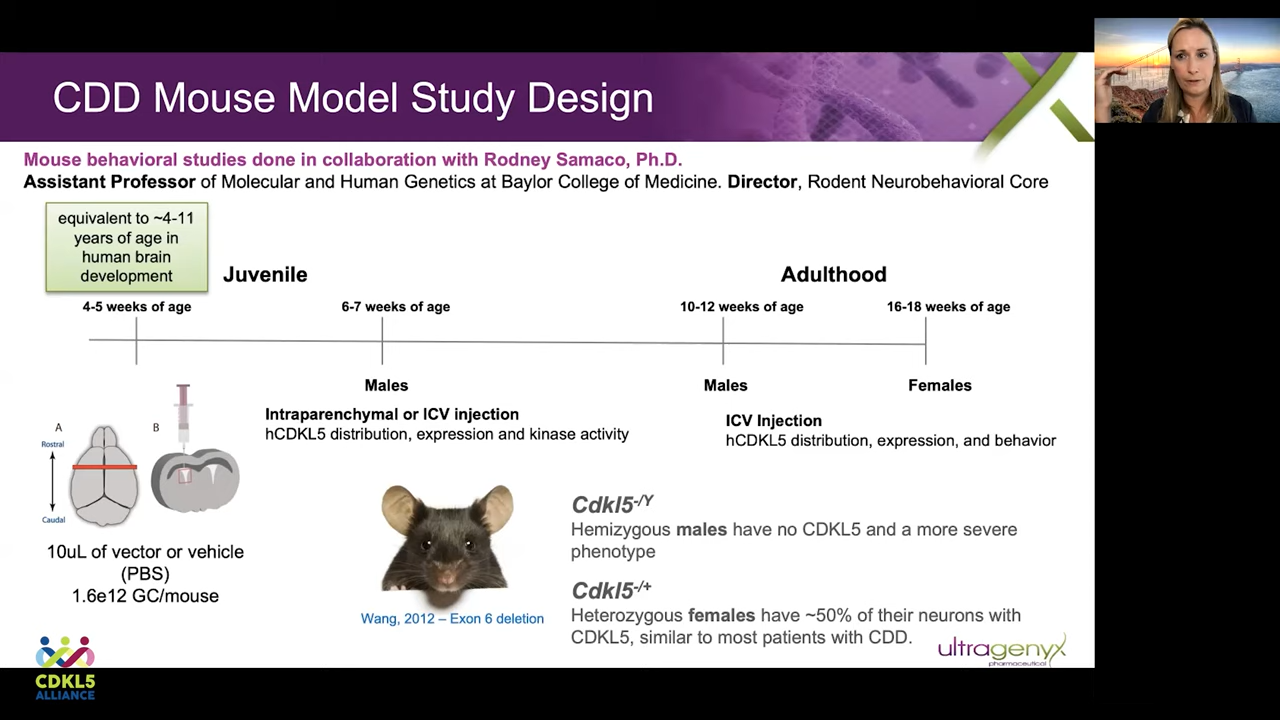 CDD Mouse Model Study Design
Mouse behavioral studies done in collaboration with Rodney Samaco, Ph.D.
Assistant Professor of Molecular and Human Genetics at Baylor College of Medicine. Director, Rodent Neurobehavioral Core
equivalent to ~4-11
years of age in
human brain
development
Juvenile
Adulthood
4-5 weeks of age
6-7 weeks of age
10-12 weeks of age
16-18 weeks of age
Males
Males
Females
Intraparenchymal or ICV injection
hCDKL5 distribution, expression and kinase activity
ICV Injection
hCDKL5 distribution, expression, and behavior
A
B
Rostral
Caudal
10uL of vector or vehicle
(PBS)
1.6e12 GC/mouse
Wang, 2012 – Exon 6 deletion
Cdkl5-/Y
Hemizygous males have no CDKL5 and a more severe
phenotype
Cdkl5-/+
Heterozygous females have ~50% of their neurons with
CDKL5, similar to most patients with CDD.
ultragenyx
pharmaceutical
CDKL5
ALLIANCE